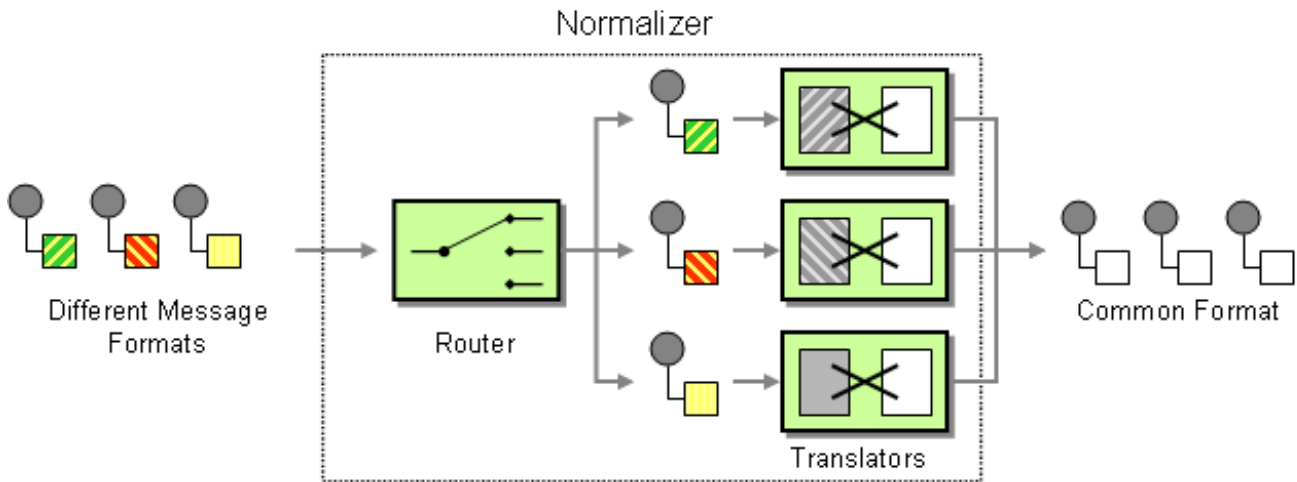 Normalizer
Different Message
Formats
Router
Translators
Common Format